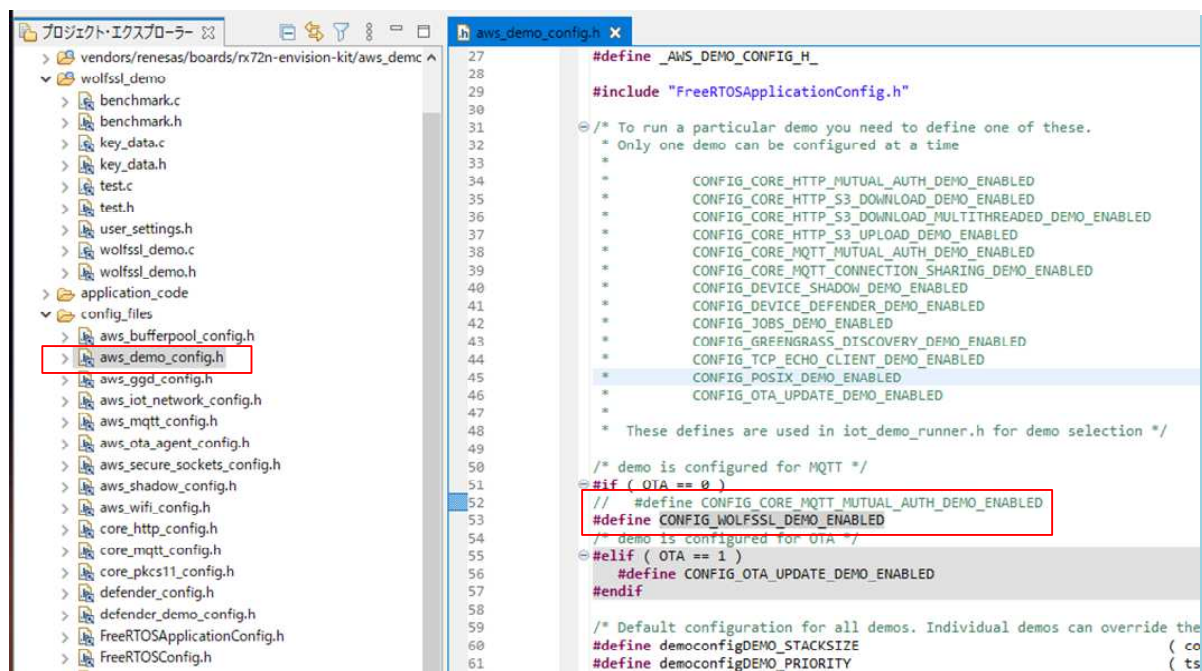 プロジェクト・エクスプローラー
vendors/renesas/boards/rx72n-envision-kit/aws_demc
wolfssl_demo
benchmark.c
benchmark.h
key_data.c
key_data.h
test.c
test.h
user_settings.h
wolfssl_demo.c
wolfssl_demo.h
application_code
config_files
aws_bufferpool_config.h
aws_demo_config.h
aws_ggd_config.h
aws_iot_network_config.h
aws_mqtt_config.h
aws_ota_agent_config.h
aws_secure_sockets_config.h
aws_shadow_config.h
aws_wifi_config.h
core_http_config.h
core_mqtt_config.h
core_pkcs11_config.h
defender_config.h
defender_demo_config.h
FreeRTOSApplicationConfig.h
FreeRTOSConfig.h
aws_demo_config.h
27 #define _AWS_DEMO_CONFIG_H_
28
29 #include "FreeRTOSApplicationConfig.h"
30
31 /* To run a particular demo you need to define one of these.
32 * Only one demo can be configured at a time
33 *
34 * CONFIG_CORE_HTTP_MUTUAL_AUTH_DEMO_ENABLED
35 * CONFIG_CORE_HTTP_S3_DOWNLOAD_DEMO_ENABLED
36 * CONFIG_CORE_HTTP_S3_DOWNLOAD_MULTITHREADED_DEMO_ENABLED
37 * CONFIG_CORE_HTTP_S3_UPLOAD_DEMO_ENABLED
38 * CONFIG_CORE_MQTT_MUTUAL_AUTH_DEMO_ENABLED
39 * CONFIG_CORE_MQTT_CONNECTION_SHARING_DEMO_ENABLED
40 * CONFIG_DEVICE_SHADOW_DEMO_ENABLED
41 * CONFIG_DEVICE_DEFENDER_DEMO_ENABLED
42 * CONFIG_JOBS_DEMO_ENABLED
43 * CONFIG_GREENGRASS_DISCOVERY_DEMO_ENABLED
44 * CONFIG_TCP_ECHO_CLIENT_DEMO_ENABLED
45 * CONFIG_POSIX_DEMO_ENABLED
46 * CONFIG_OTA_UPDATE_DEMO_ENABLED
47 *
48 * These defines are used in iot_demo_runner.h for demo selection */
49
50 /* demo is configured for MQTT */
51 #if ( OTA == 0 )
52 // #define CONFIG_CORE_MQTT_MUTUAL_AUTH_DEMO_ENABLED
53 #define CONFIG_WOLFSSL_DEMO_ENABLED
54 /* demo is configured for OTA */
55 #elif ( OTA == 1 )
56 #define CONFIG_OTA_UPDATE_DEMO_ENABLED
57 #endif
58
59 /* Default configuration for all demos. Individual demos can override the
60 #define democonfigDEMO_STACKSIZE ( co
61 #define democonfigDEMO_PRIORITY ( ts